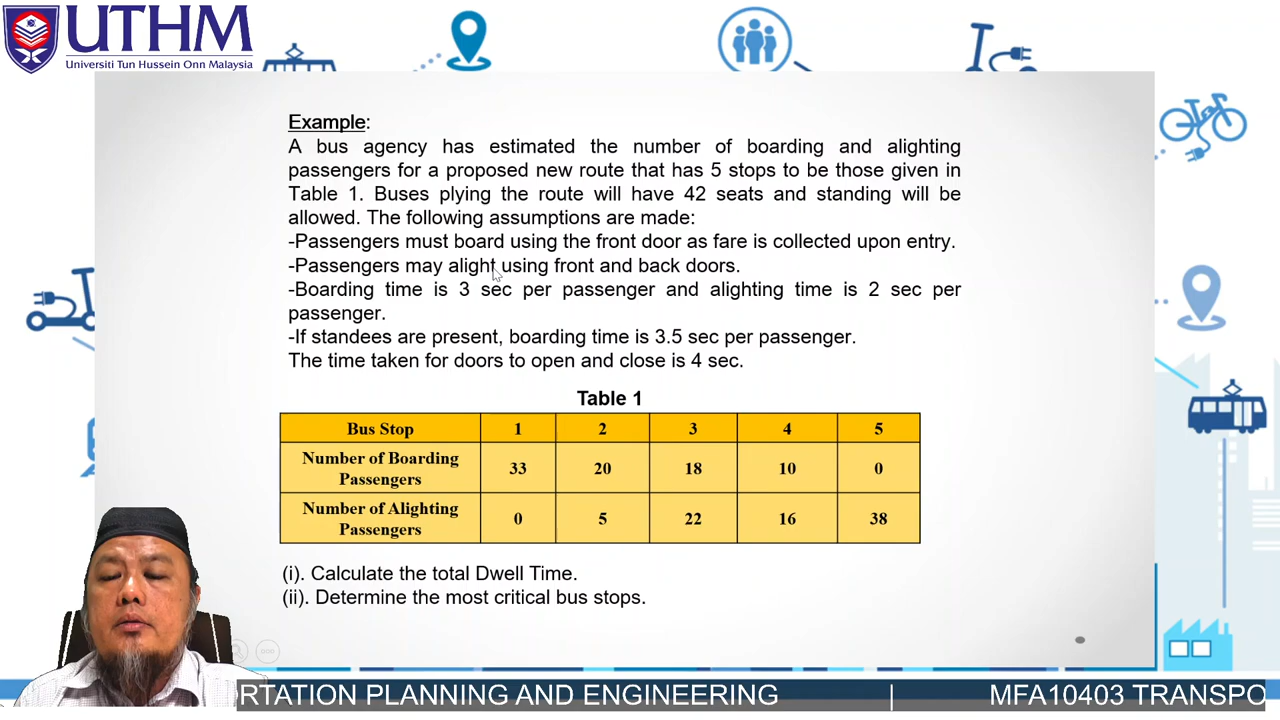 UTHM
Universiti Tun Hussein Onn Malaysia
Example:
A bus agency has estimated the number of boarding and alighting
passengers for a proposed new route that has 5 stops to be those given in
Table 1. Buses plying the route will have 42 seats and standing will be
allowed. The following assumptions are made:
-Passengers must board using the front door as fare is collected upon entry.
-Passengers may alight using front and back doors.
-Boarding time is 3 sec per passenger and alighting time is 2 sec per
passenger.
-If standees are present, boarding time is 3.5 sec per passenger.
The time taken for doors to open and close is 4 sec.
Table 1
Bus Stop 1 2 3 4 5
Number of Boarding
Passengers 33 20 18 10 0
Number of Alighting
Passengers 0 5 22 16 38
(i). Calculate the total Dwell Time.
(ii). Determine the most critical bus stops.
RTATION PLANNING AND ENGINEERING | MFA10403 TRANSPO